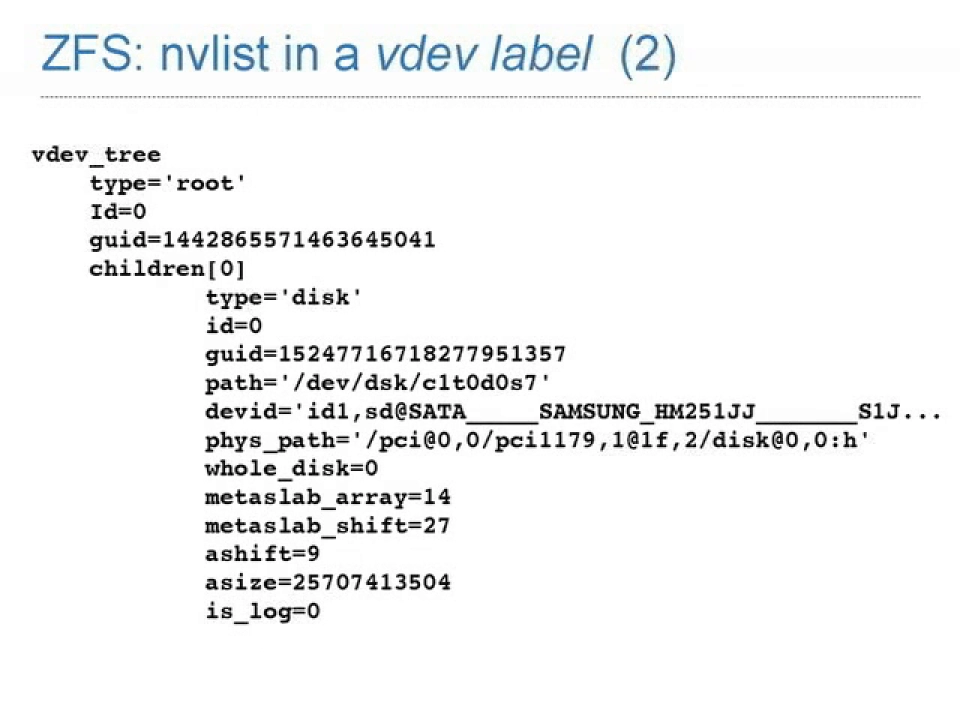 ZFS: nvlist in a vdev label (2)
vdev_tree
type='root'
Id=0
guid=14428655714636​45041
children[0]
type='disk'
id=0
guid=15247716718277951357
path='/dev/dsk/c1t0d0s7'
devid='id1,sd@SATA_____SAMSUNG_HM251JJ_______S1J...
phys_path='/pci@0,0/pci1179,1@1f,2/disk@0,0:h'
whole_disk=0
metaslab_array=14
metaslab_shift=27
ashift=9
asize=25707413504
is_log=0